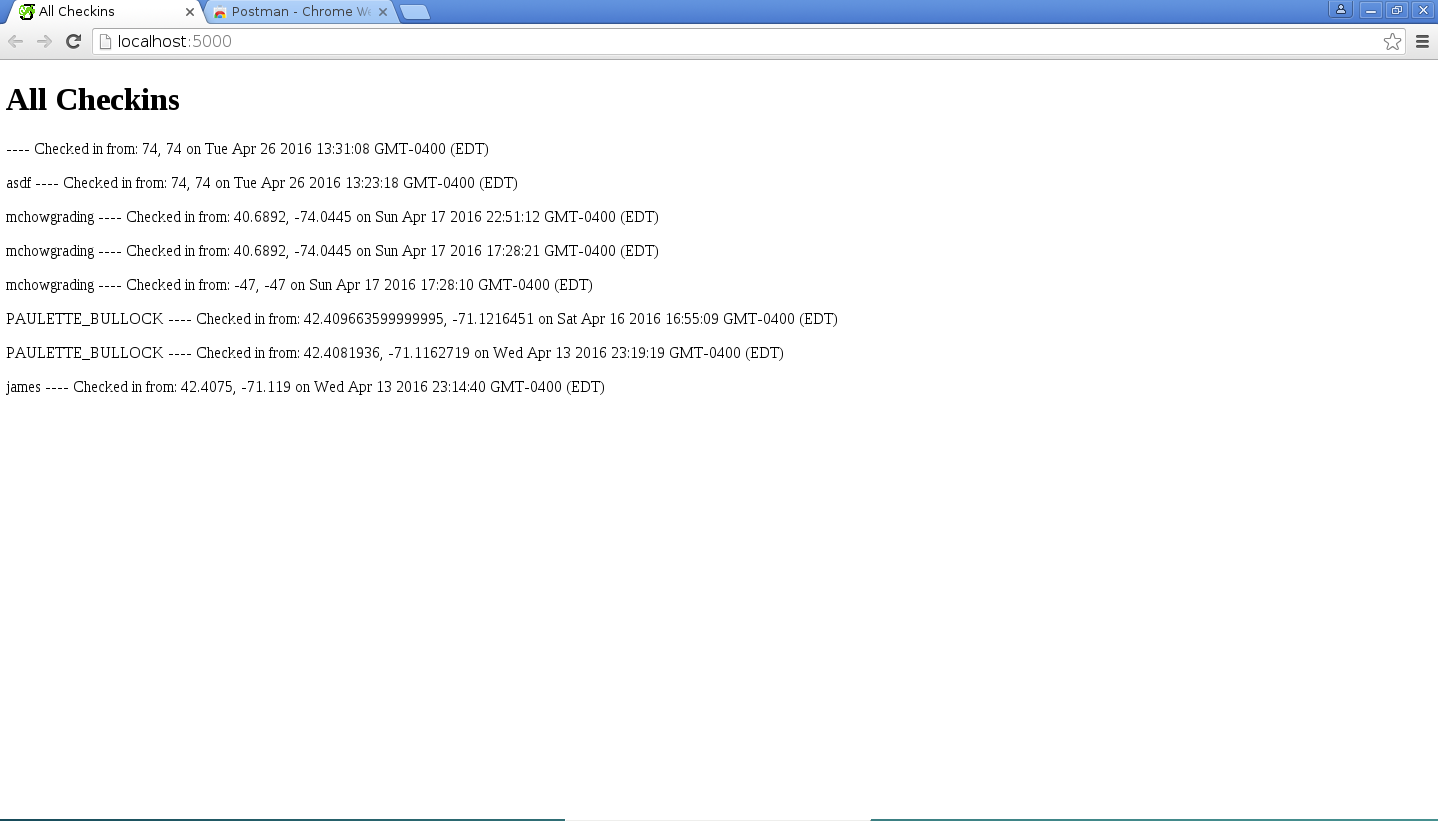 All Checkins
Postman - Chrome We
localhost:5000
All Checkins
---- Checked in from: 74, 74 on Tue Apr 26 2016 13:31:08 GMT-0400 (EDT)
asdf ---- Checked in from: 74, 74 on Tue Apr 26 2016 13:23:18 GMT-0400 (EDT)
mchowgrading ---- Checked in from: 40.6892, -74.0445 on Sun Apr 17 2016 22:51:12 GMT-0400 (EDT)
mchowgrading ---- Checked in from: 40.6892, -74.0445 on Sun Apr 17 2016 17:28:21 GMT-0400 (EDT)
mchowgrading ---- Checked in from: -47, -47 on Sun Apr 17 2016 17:28:10 GMT-0400 (EDT)
PAULETTE_BULLOCK ---- Checked in from: 42.409663599999995, -71.1216451 on Sat Apr 16 2016 16:55:09 GMT-0400 (EDT)
PAULETTE_BULLOCK ---- Checked in from: 42.4081936, -71.1162719 on Wed Apr 13 2016 23:19:19 GMT-0400 (EDT)
james ---- Checked in from: 42.4075, -71.119 on Wed Apr 13 2016 23:14:40 GMT-0400 (EDT)